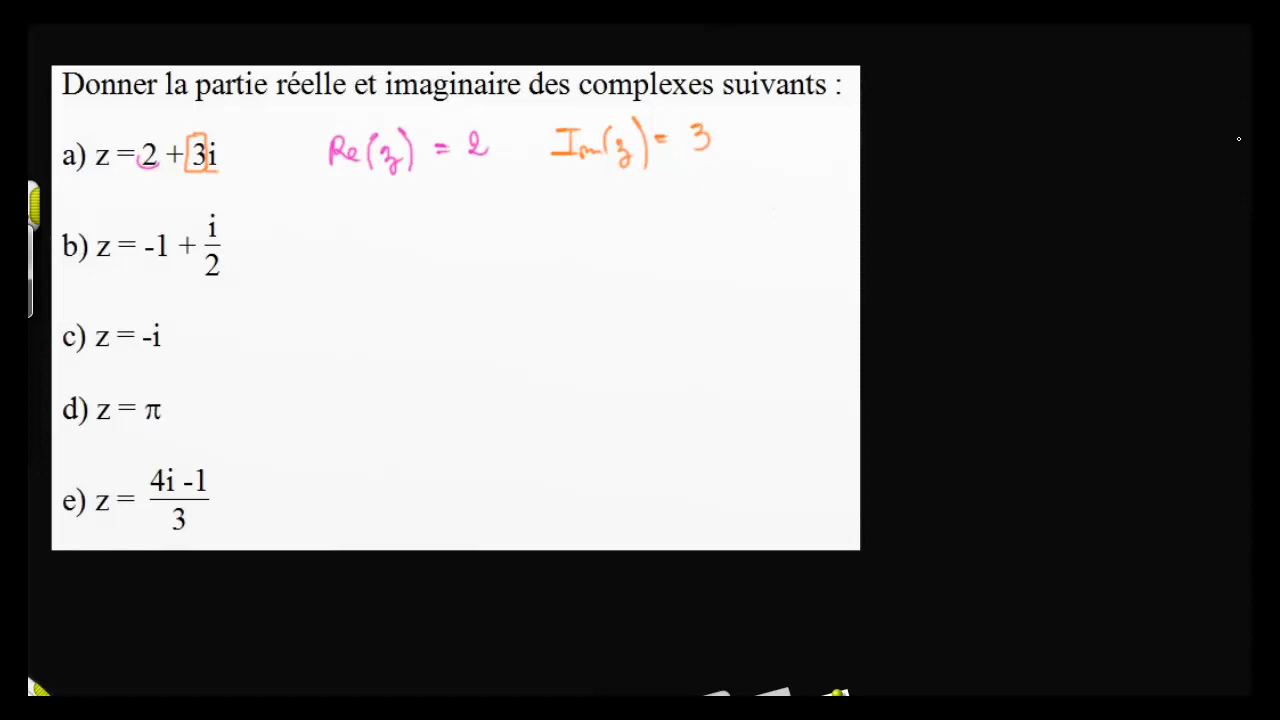 Donner la partie réelle et imaginaire des complexes suivants :
a) z = 2 + 3i Re(z) = 2 Im(z) = 3
b) z = -1 + i/2
c) z = -i
d) z = π
e) z = (4i -1)/3